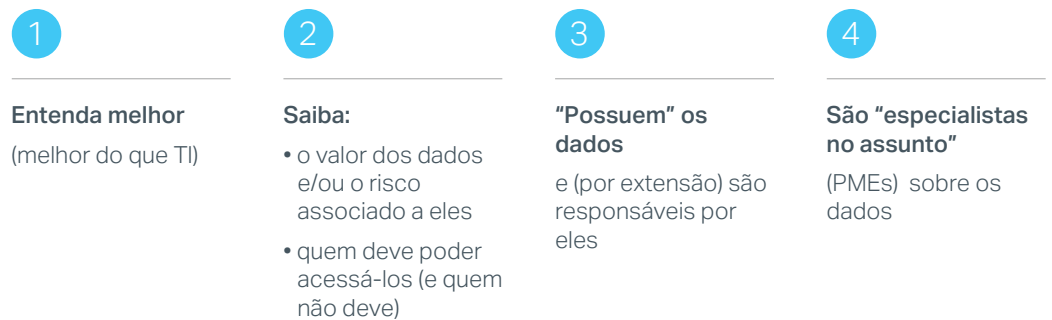 1
Entenda melhor
(melhor do que TI)
2
Saiba:
• o valor dos dados
e/ou o risco
associado a eles
• quem deve poder
acessá-los (e quem
não deve)
3
“Possuem” os
dados
e (por extensão) são
responsáveis por
eles
4
São “especialistas
no assunto”
(PMEs) sobre os
dados